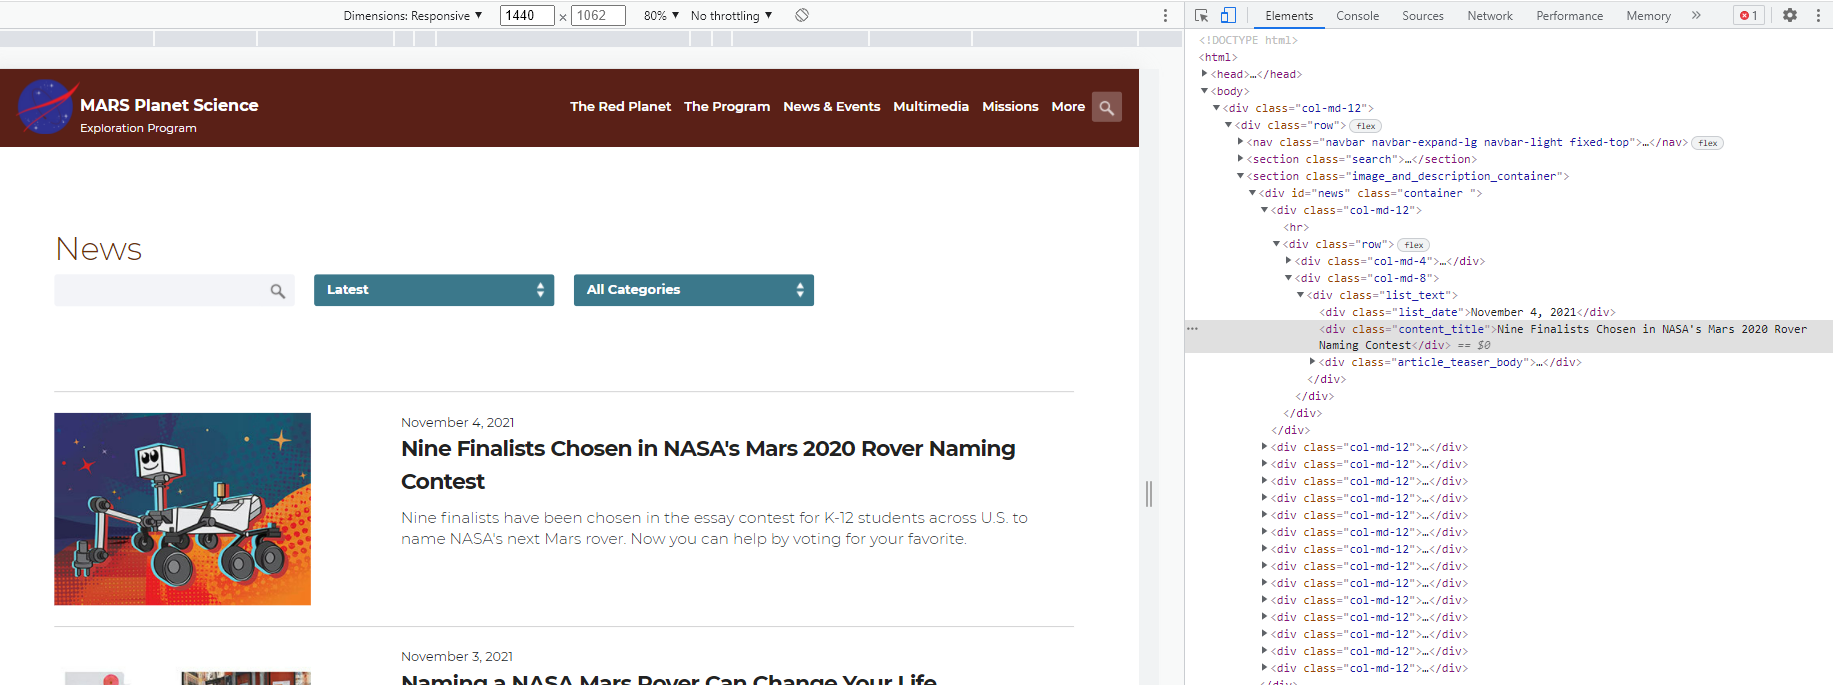 Dimensions: Responsive ▼ 1440 x 1062 80% ▼ No throttling ▼
MARS Planet Science
Exploration Program
The Red Planet The Program News & Events Multimedia Missions More
News
Latest
All Categories
November 4, 2021
Nine Finalists Chosen in NASA's Mars 2020 Rover Naming
Contest
Nine finalists have been chosen in the essay contest for K-12 students across U.S. to
name NASA's next Mars rover. Now you can help by voting for your favorite.
November 3, 2021
Naming a NASA Mars Rover Can Change Your Life
Elements Console Sources Network Performance Memory » 1
<!DOCTYPE html>
<html>
▶<head>…</head>
▼<body>
▼<div class="col-md-12">
▼<div class="row"> flex
▶<nav class="navbar navbar-expand-lg navbar-light fixed-top">…</nav> flex
▶<section class="search">…</section>
▼<section class="image_and_description_container">
▼<div id="news" class="container ">
▼<div class="col-md-12">
<hr>
▼<div class="row"> flex
▶<div class="col-md-4">…</div>
▼<div class="col-md-8">
▼<div class="list_text">
<div class="list_date">November 4, 2021</div>
<div class="content_title">Nine Finalists Chosen in NASA's Mars 2020 Rover
Naming Contest</div> == $0
▶<div class="article_teaser_body">…</div>
</div>
</div>
</div>
</div>
▶<div class="col-md-12">…</div>
▶<div class="col-md-12">…</div>
▶<div class="col-md-12">…</div>
▶<div class="col-md-12">…</div>
▶<div class="col-md-12">…</div>
▶<div class="col-md-12">…</div>
▶<div class="col-md-12">…</div>
▶<div class="col-md-12">…</div>
▶<div class="col-md-12">…</div>
▶<div class="col-md-12">…</div>
▶<div class="col-md-12">…</div>
▶<div class="col-md-12">…</div>
▶<div class="col-md-12">…</div>
▶<div class="col-md-12">…</div>
</div>